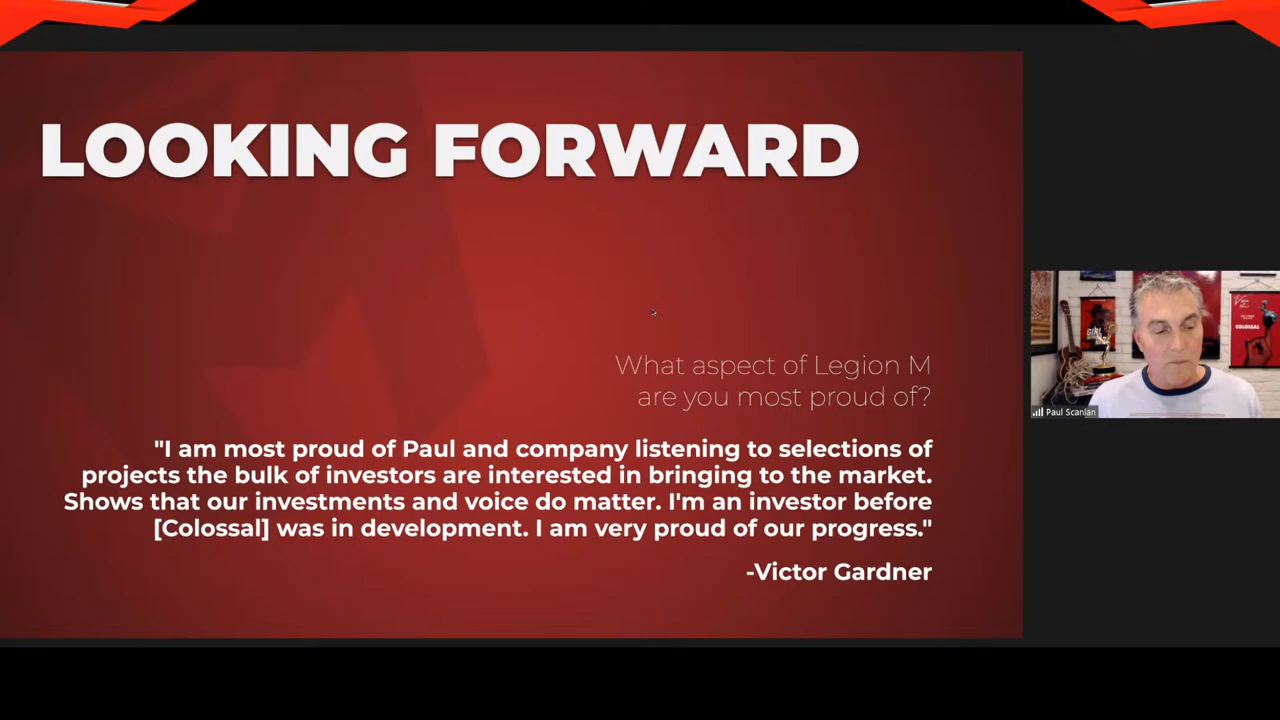 LOOKING FORWARD
What aspect of Legion M
are you most proud of?
"I am most proud of Paul and company listening to selections of
projects the bulk of investors are interested in bringing to the market.
Shows that our investments and voice do matter. I'm an investor before
[Colossal] was in development. I am very proud of our progress."
-Victor Gardner
GIRL
COLOSSAL
Paul Scanlan